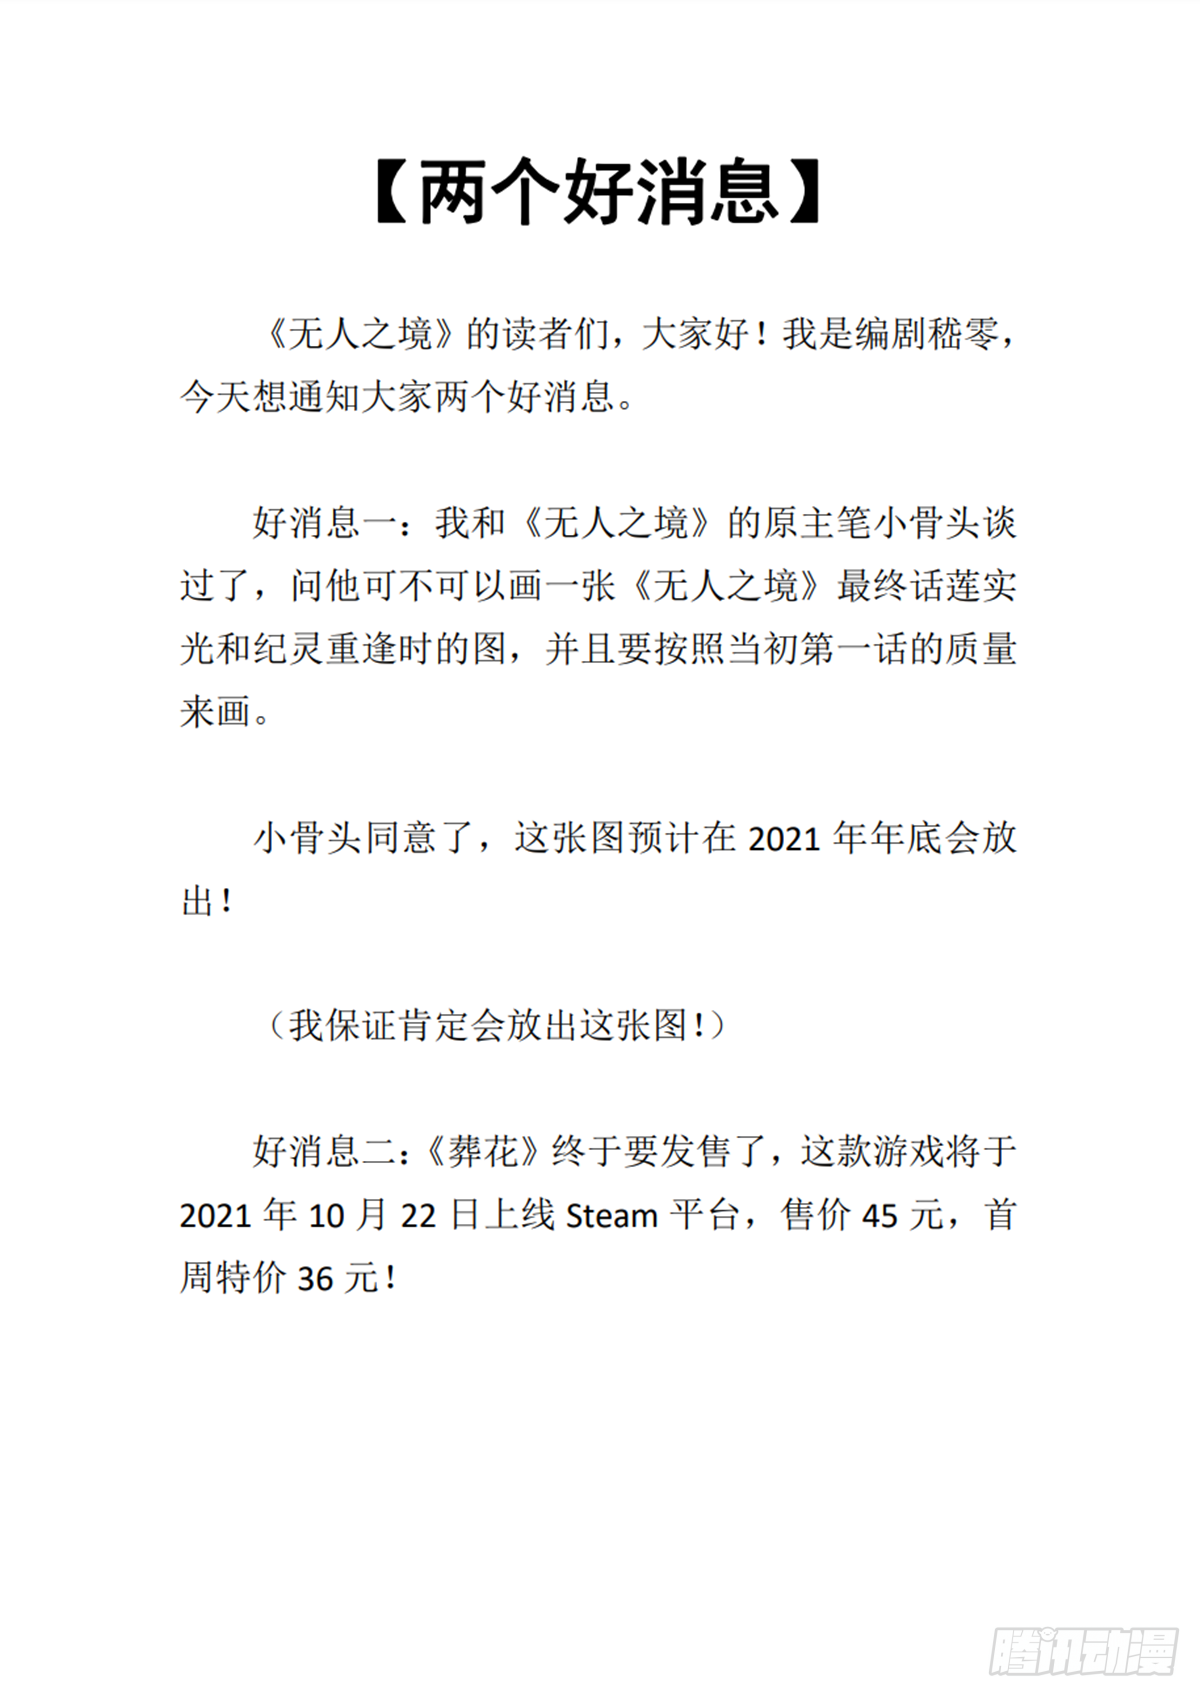 【两个好消息】
《无人之境》的读者们，大家好！我是编剧嵇零，
今天想通知大家两个好消息。
好消息一：我和《无人之境》的原主笔小骨头谈
过了，问他可不可以画一张《无人之境》最终话莲实
光和纪灵重逢时的图，并且要按照当初第一话的质量
来画。
小骨头同意了，这张图预计在 2021 年年底会放
出！
（我保证肯定会放出这张图！）
好消息二：《葬花》终于要发售了，这款游戏将于
2021 年 10 月 22 日上线 Steam 平台，售价 45 元，首
周特价 36 元！
腾讯动漫